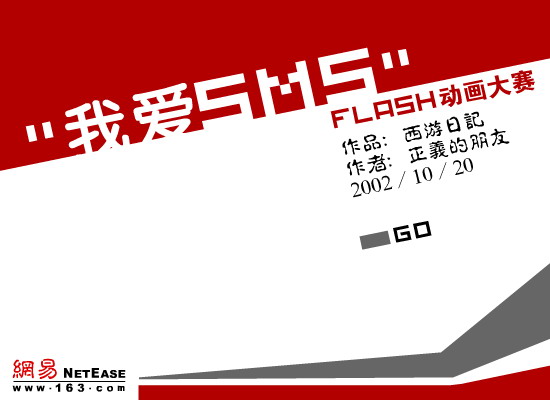 "我爱SMS"
FLASH动画大赛
作品: 西游日記
作者: 正義的朋友
2002 / 10 / 20
GO
網易 NETEASE
www.163.com